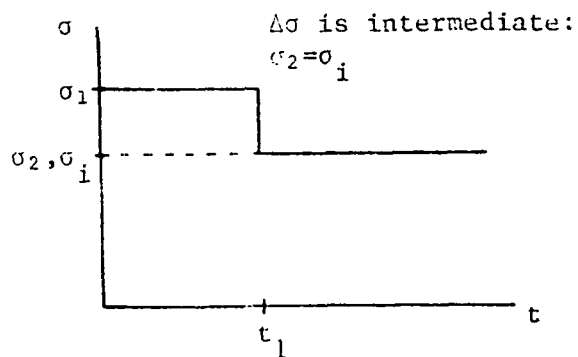 σ
Δσ is intermediate:
σ₂=σᵢ
σ₁
σ₂,σᵢ
t
t₁